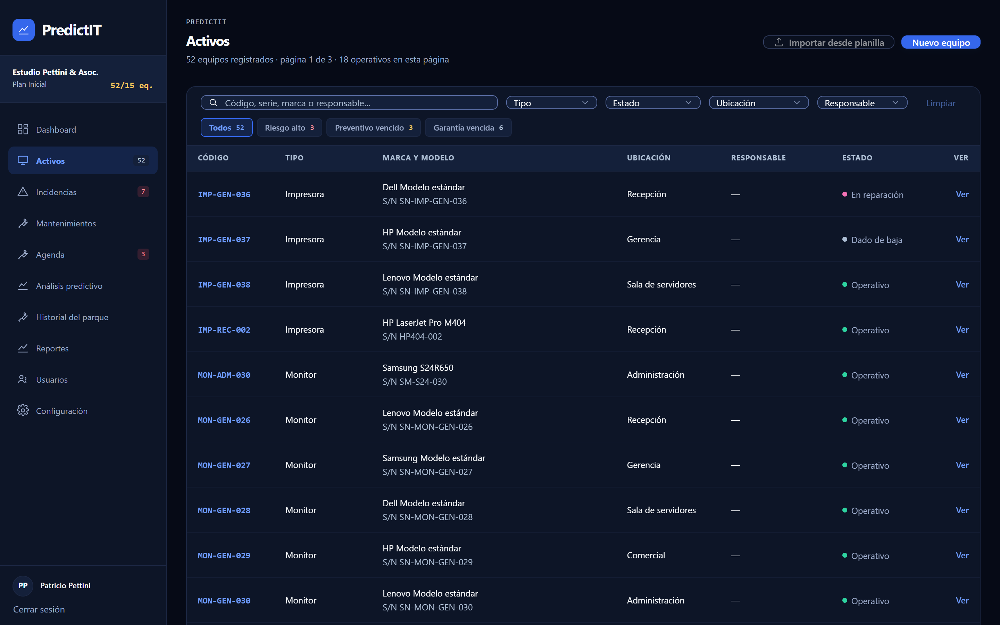 PredictIT
Estudio Pettini & Asoc.
Plan Inicial
52/15 eq.
Dashboard
Activos 52
Incidencias 7
Mantenimientos
Agenda 3
Análisis predictivo
Historial del parque
Reportes
Usuarios
Configuración
PP Patricio Pettini
Cerrar sesión
PREDICTIT
Activos
52 equipos registrados · página 1 de 3 · 18 operativos en esta página
Importar desde planilla Nuevo equipo
Código, serie, marca o responsable... Tipo Estado Ubicación Responsable Limpiar
Todos 52 Riesgo alto 3 Preventivo vencido 3 Garantía vencida 6
CÓDIGO TIPO MARCA Y MODELO UBICACIÓN RESPONSABLE ESTADO VER
IMP-GEN-036 Impresora Dell Modelo estándar Recepción — En reparación Ver
S/N SN-IMP-GEN-036
IMP-GEN-037 Impresora HP Modelo estándar Gerencia — Dado de baja Ver
S/N SN-IMP-GEN-037
IMP-GEN-038 Impresora Lenovo Modelo estándar Sala de servidores — Operativo Ver
S/N SN-IMP-GEN-038
IMP-REC-002 Impresora HP LaserJet Pro M404 Recepción — Operativo Ver
S/N HP404-002
MON-ADM-030 Monitor Samsung S24R650 Administración — Operativo Ver
S/N SM-S24-030
MON-GEN-026 Monitor Lenovo Modelo estándar Recepción — Operativo Ver
S/N SN-MON-GEN-026
MON-GEN-027 Monitor Samsung Modelo estándar Gerencia — Operativo Ver
S/N SN-MON-GEN-027
MON-GEN-028 Monitor Dell Modelo estándar Sala de servidores — Operativo Ver
S/N SN-MON-GEN-028
MON-GEN-029 Monitor HP Modelo estándar Comercial — Operativo Ver
S/N SN-MON-GEN-029
MON-GEN-030 Monitor Lenovo Modelo estándar Administración — Operativo Ver
S/N SN-MON-GEN-030